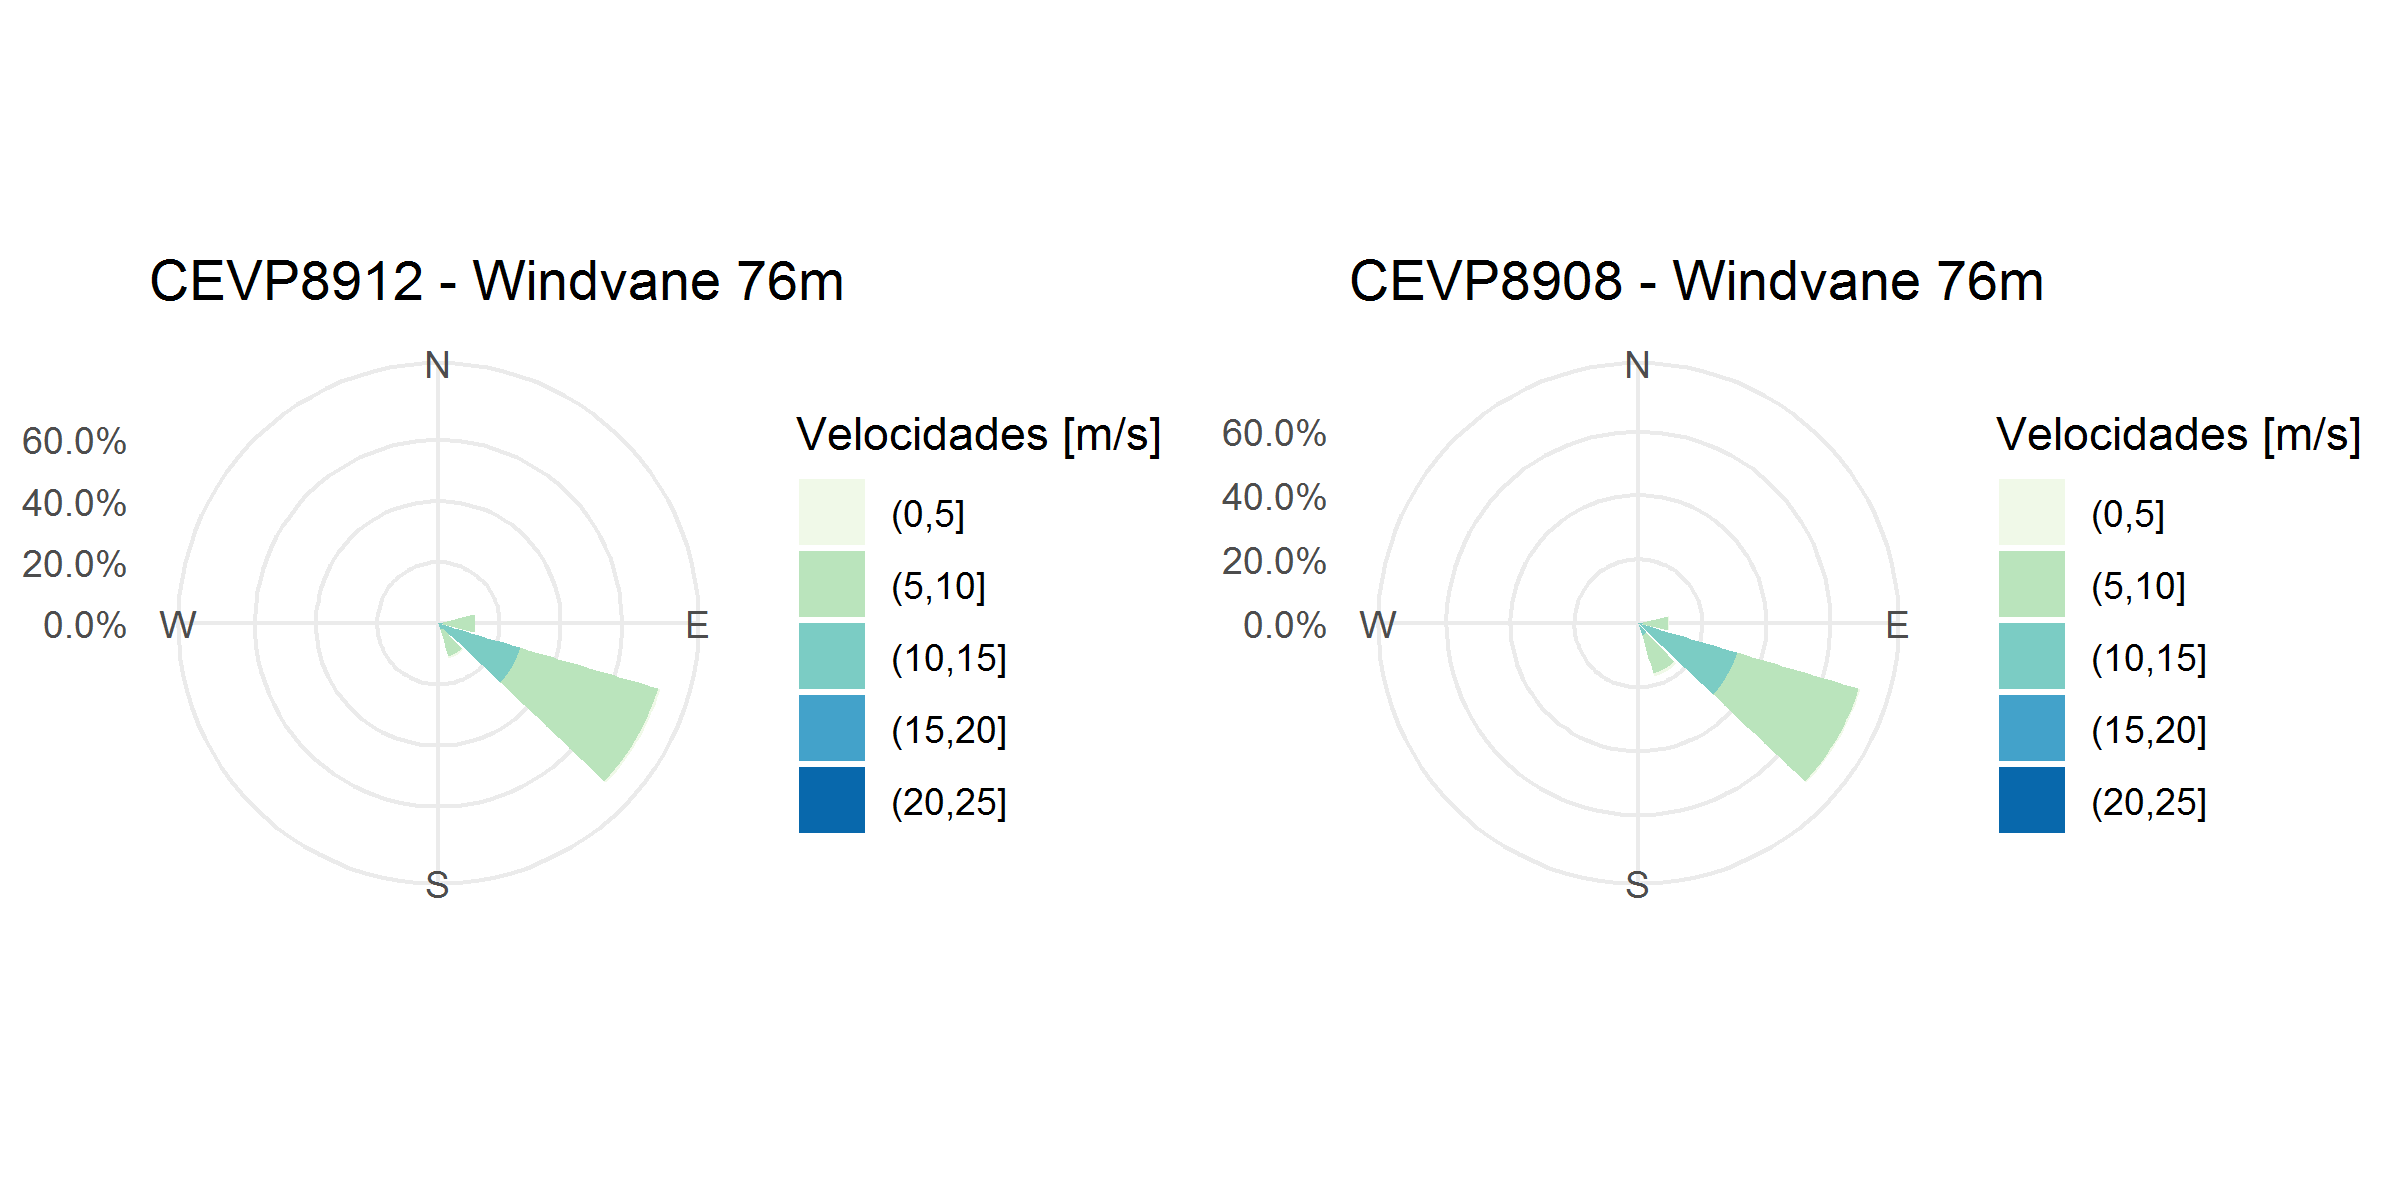 CEVP8912 - Windvane 76m
N
60.0%
40.0%
20.0%
0.0%
W
E
S
Velocidades [m/s]
(0,5]
(5,10]
(10,15]
(15,20]
(20,25]
CEVP8908 - Windvane 76m
N
60.0%
40.0%
20.0%
0.0%
W
E
S
Velocidades [m/s]
(0,5]
(5,10]
(10,15]
(15,20]
(20,25]